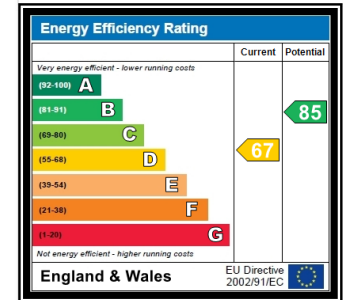 Energy Efficiency Rating
Current Potential
Very energy efficient - lower running costs
(92-100) A
(81-91) B
85
(69-80) C
(55-68) D
67
(39-54) E
(21-38) F
(1-20) G
Not energy efficient - higher running costs
England & Wales
EU Directive
2002/91/EC